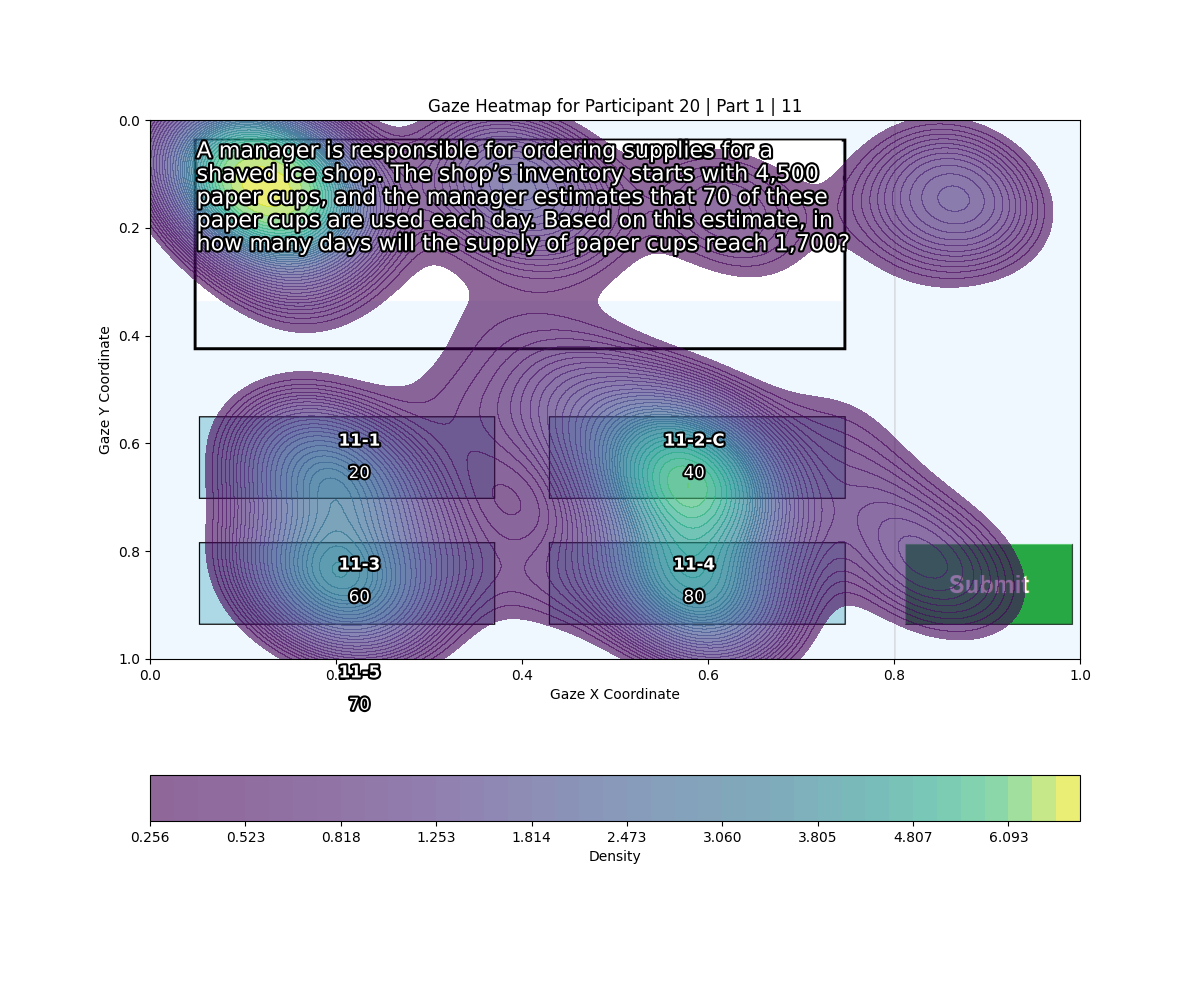 Gaze Heatmap for Participant 20 | Part 1 | 11
0.0
0.2
0.4
0.6
0.8
1.0
Gaze Y Coordinate
A manager is responsible for ordering supplies for a
shaved ice shop. The shop’s inventory starts with 4,500
paper cups, and the manager estimates that 70 of these
paper cups are used each day. Based on this estimate, in
how many days will the supply of paper cups reach 1,700?
11-1
20
11-2-C
40
11-3
60
11-4
80
Submit
11-5
70
0.0 0.2 0.4 0.6 0.8 1.0
Gaze X Coordinate
0.256 0.523 0.818 1.253 1.814 2.473 3.060 3.805 4.807 6.093
Density